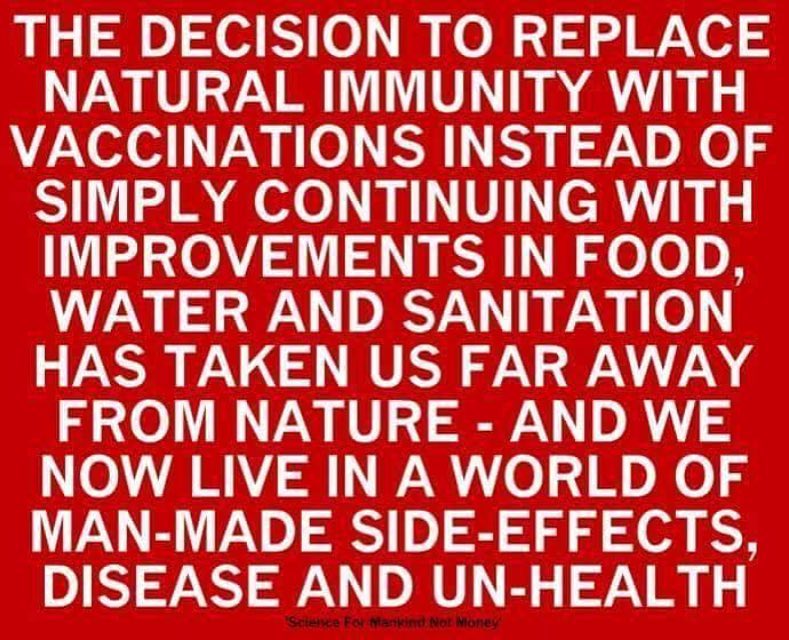 THE DECISION TO REPLACE
NATURAL IMMUNITY WITH
VACCINATIONS INSTEAD OF
SIMPLY CONTINUING WITH
IMPROVEMENTS IN FOOD,
WATER AND SANITATION
HAS TAKEN US FAR AWAY
FROM NATURE - AND WE
NOW LIVE IN A WORLD OF
MAN-MADE SIDE-EFFECTS,
DISEASE AND UN-HEALTH
'Science For Mankind Not Money'